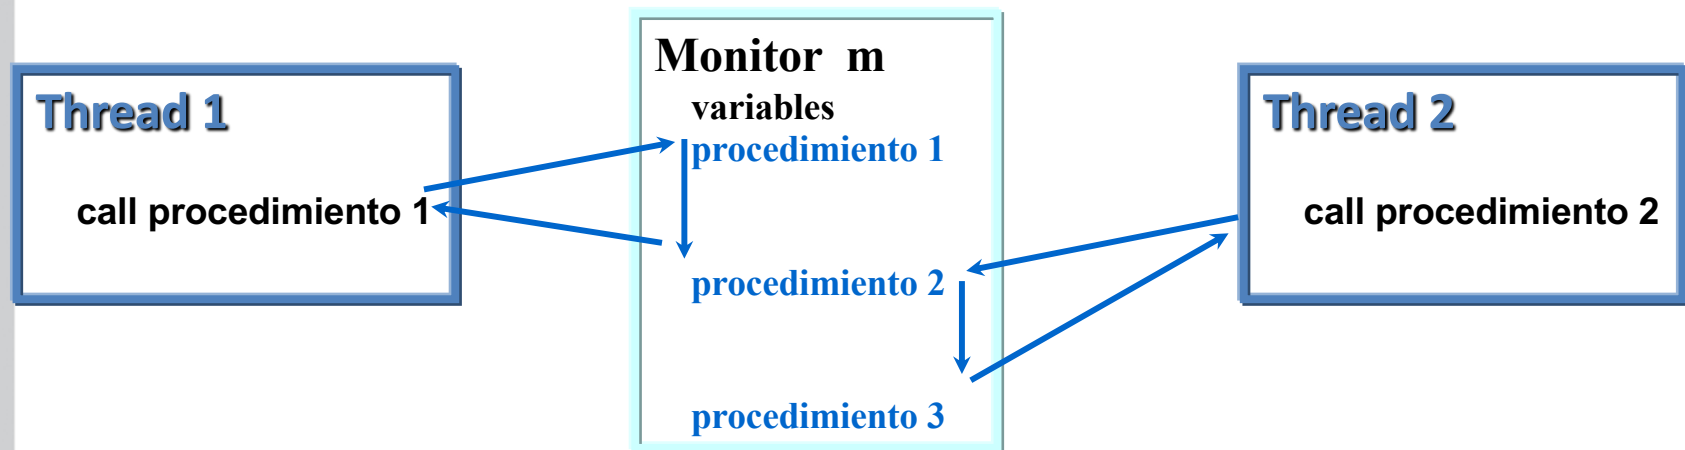 Thread 1
call procedimiento 1
Monitor m
variables
procedimiento 1
procedimiento 2
procedimiento 3
Thread 2
call procedimiento 2